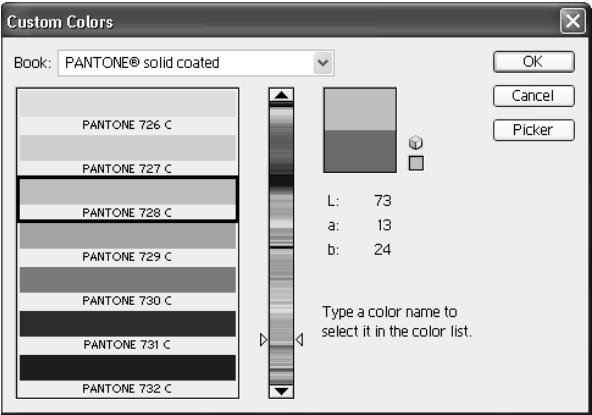 Custom Colors
Book: PANTONE® solid coated
OK
Cancel
Picker
PANTONE 726 C
PANTONE 727 C
PANTONE 728 C
PANTONE 729 C
PANTONE 730 C
PANTONE 731 C
PANTONE 732 C
L: 73
a: 13
b: 24
Type a color name to
select it in the color list.